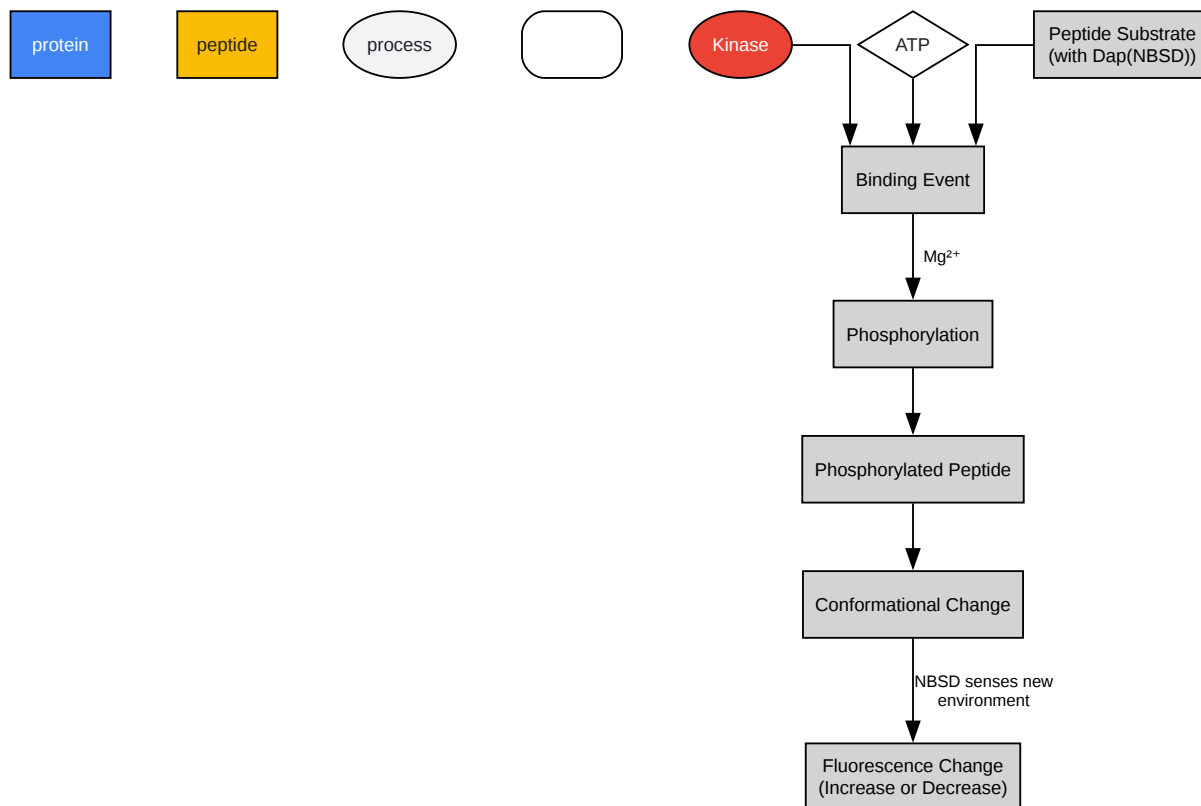 protein
peptide
process
Kinase
ATP
Peptide Substrate
(with Dap(NBSD))
Binding Event
Mg²⁺
Phosphorylation
Phosphorylated Peptide
Conformational Change
NBSD senses new
environment
Fluorescence Change
(Increase or Decrease)